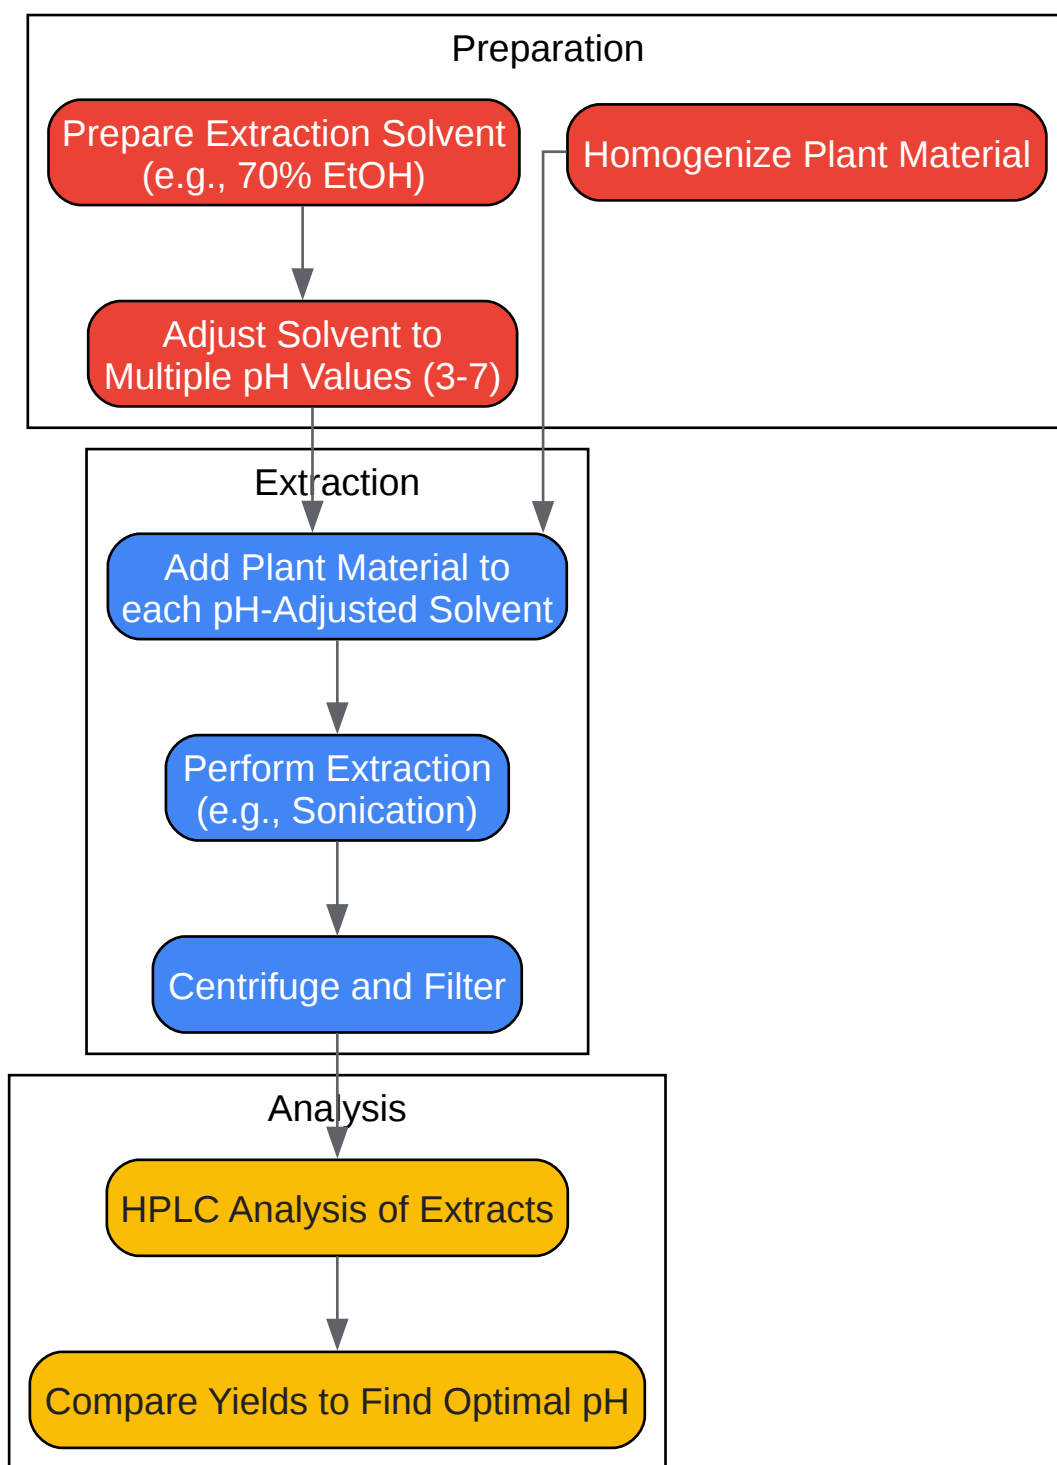 Preparation
Prepare Extraction Solvent
(e.g., 70% EtOH)
Homogenize Plant Material
Adjust Solvent to
Multiple pH Values (3-7)
Extraction
Add Plant Material to
each pH-Adjusted Solvent
Perform Extraction
(e.g., Sonication)
Centrifuge and Filter
Analysis
HPLC Analysis of Extracts
Compare Yields to Find Optimal pH